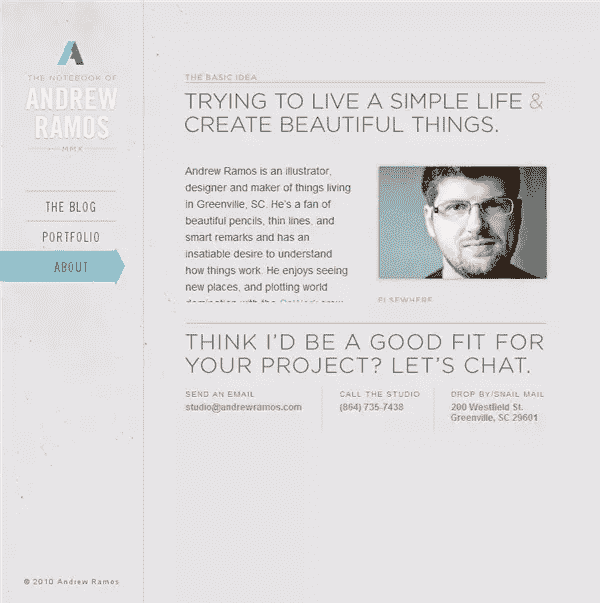 THE NOTEBOOK OF
ANDREW
RAMOS
MMX
THE BLOG
PORTFOLIO
ABOUT
THE BASIC IDEA
TRYING TO LIVE A SIMPLE LIFE &
CREATE BEAUTIFUL THINGS.
Andrew Ramos is an illustrator,
designer and maker of things living
in Greenville, SC. He's a fan of
beautiful pencils, thin lines, and
smart remarks and has an
insatiable desire to understand
how things work. He enjoys seeing
new places, and plotting world
domination with the CoWork crew
ELSEWHERE
THINK I'D BE A GOOD FIT FOR
YOUR PROJECT? LET'S CHAT.
SEND AN EMAIL
studio@andrewramos.com
CALL THE STUDIO
(864) 735-7438
DROP BY/SNAIL MAIL
200 Westfield St.
Greenville, SC 29601
© 2010 Andrew Ramos